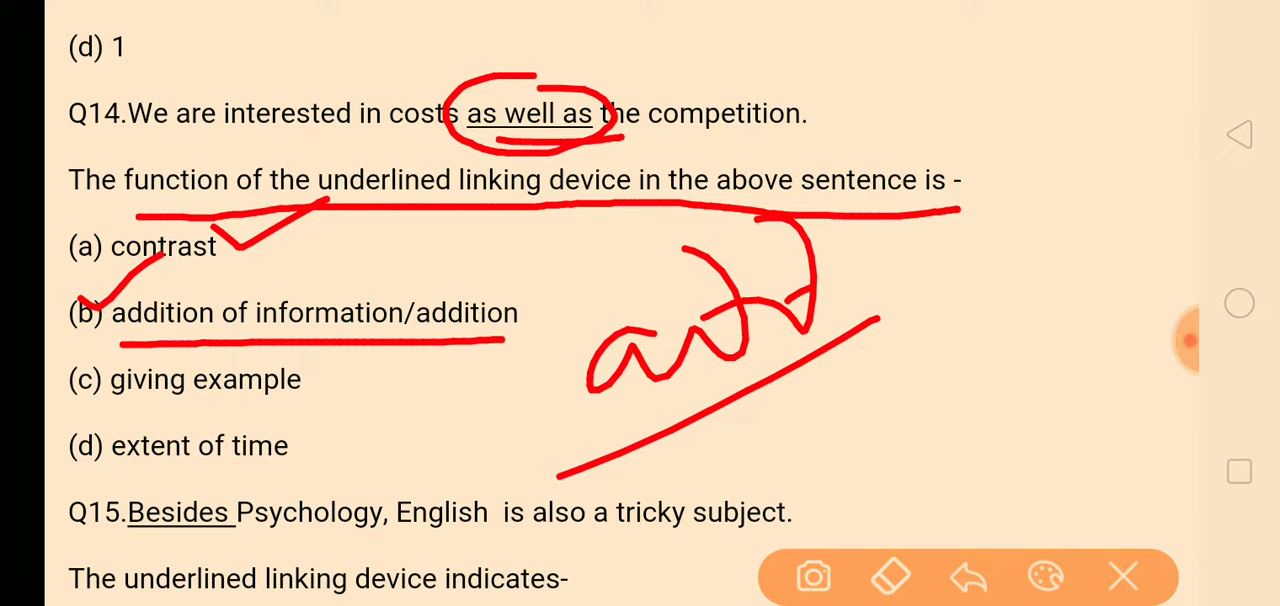 (d) 1
Q14.We are interested in costs as well as the competition.
The function of the underlined linking device in the above sentence is -
(a) contrast
(b) addition of information/addition
and
(c) giving example
(d) extent of time
Q15.Besides Psychology, English is also a tricky subject.
The underlined linking device indicates-